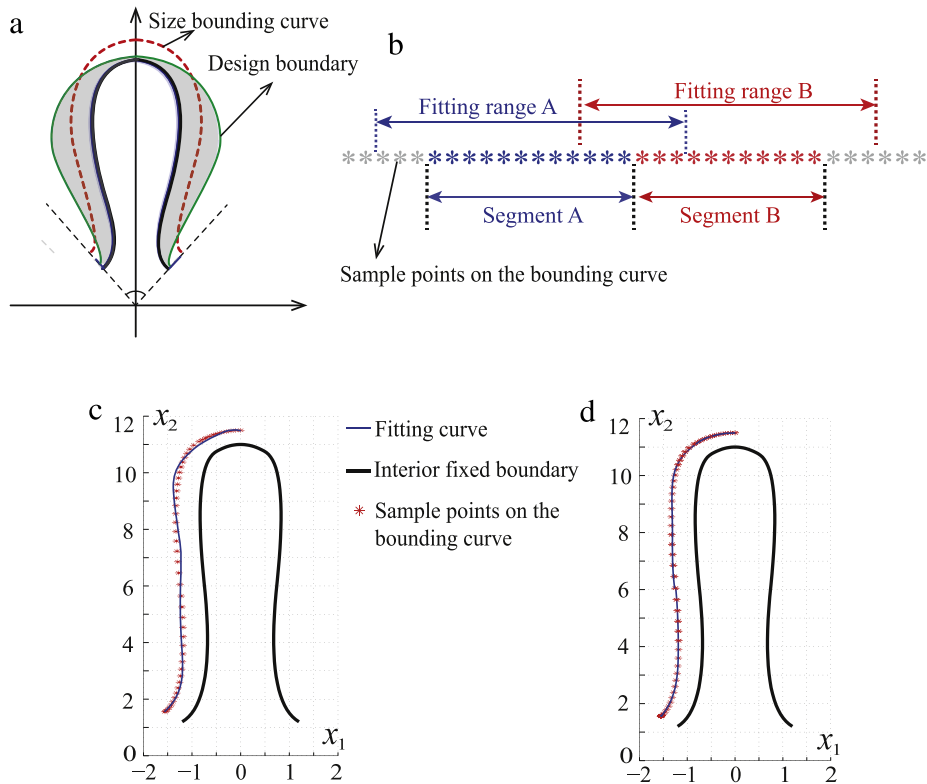 a
Size bounding curve
Design boundary
b
Fitting range A
Fitting range B
*****************************
Segment A
Segment B
Sample points on the bounding curve
c
x2
12
10
8
6
4
2
0
−2
−1
0
1
2
x1
Fitting curve
Interior fixed boundary
* Sample points on the
bounding curve
d
x2
12
10
8
6
4
2
0
−2
−1
0
1
2
x1